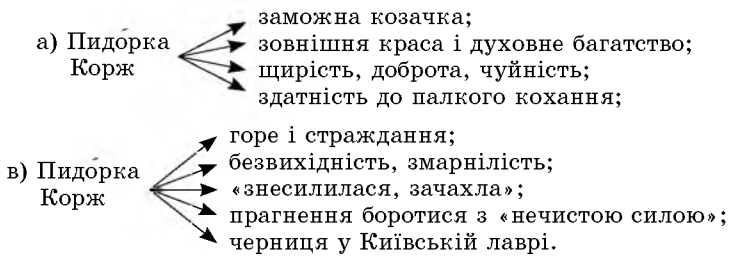 заможна козачка;
а) Пидорка зовнішня краса і духовне багатство;
Корж щирість, доброта, чуйність;
здатність до палкого кохання;
горе і страждання;
безвихідність, змарнілість;
в) Пидорка «знесилилася, зачахла»;
Корж прагнення боротися з «нечистою силою»;
черниця у Київській лаврі.